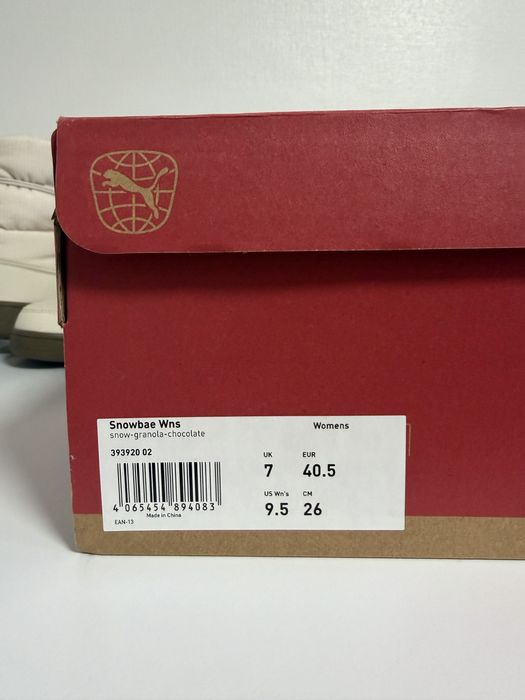 Snowbae Wns
Womens
snow-granola-chocolate
393920 02
UK
EUR
7
40.5
US Wn's
CM
9.5
26
4 065454 894083
Made in China
EAN-13